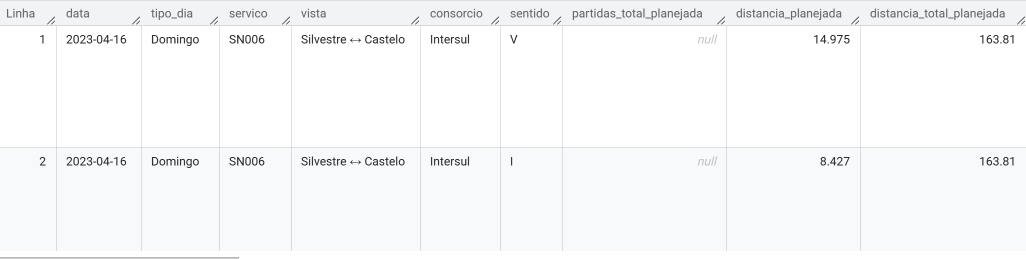 Linha data tipo_dia servico vista consorcio sentido partidas_total_planejada distancia_planejada distancia_total_planejada
1 2023-04-16 Domingo SN006 Silvestre ↔ Castelo Intersul V null 14.975 163.81
2 2023-04-16 Domingo SN006 Silvestre ↔ Castelo Intersul I null 8.427 163.81